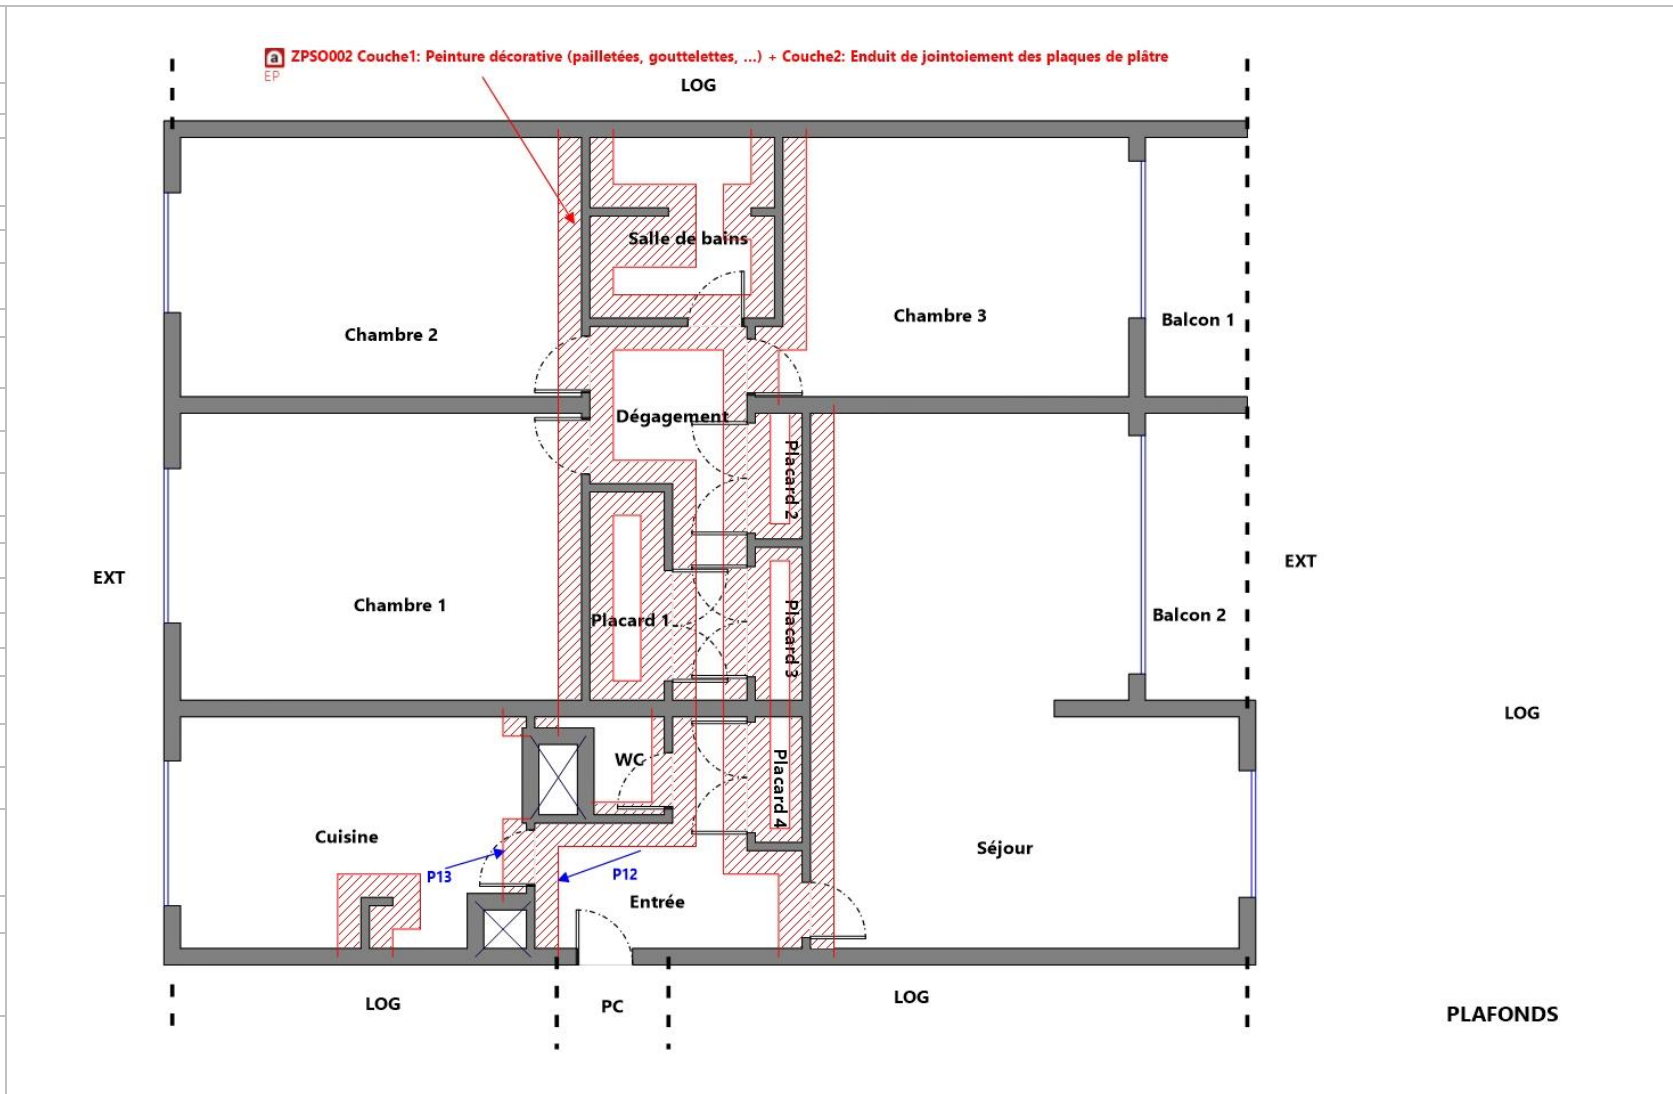 a ZPSO002 Couche1: Peinture décorative (pailletées, gouttelettes, ...) + Couche2: Enduit de jointoiement des plaques de plâtre
EP
LOG
Salle de bains
Chambre 2
Chambre 3
Balcon 1
Dégagement
Placard 2
EXT
EXT
Chambre 1
Placard 1
Placard 3
Balcon 2
LOG
WC
Placard 4
Cuisine
Séjour
P13
P12
Entrée
LOG
PC
LOG
PLAFONDS